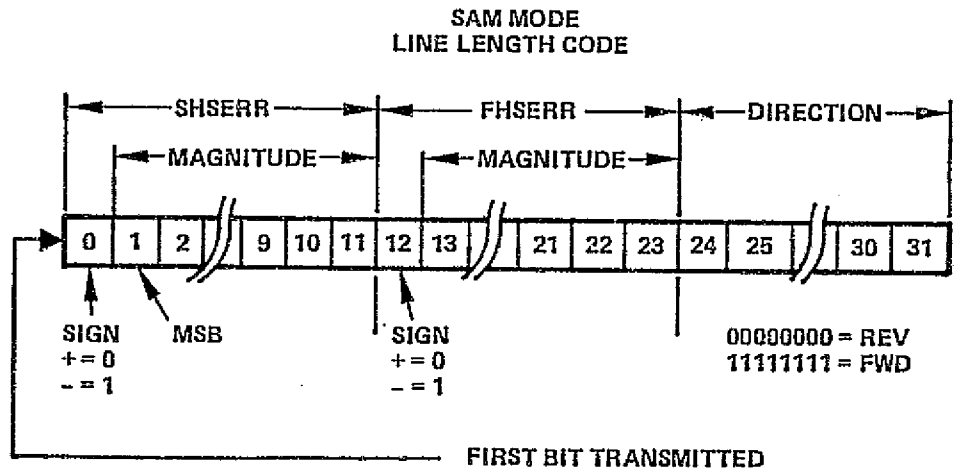 SAM MODE
LINE LENGTH CODE
SHSERR FHSERR DIRECTION
MAGNITUDE MAGNITUDE
0 1 2 9 10 11 12 13 21 22 23 24 25 30 31
SIGN MSB SIGN 00000000 = REV
+ = 0 + = 0 11111111 = FWD
- = 1 - = 1
FIRST BIT TRANSMITTED